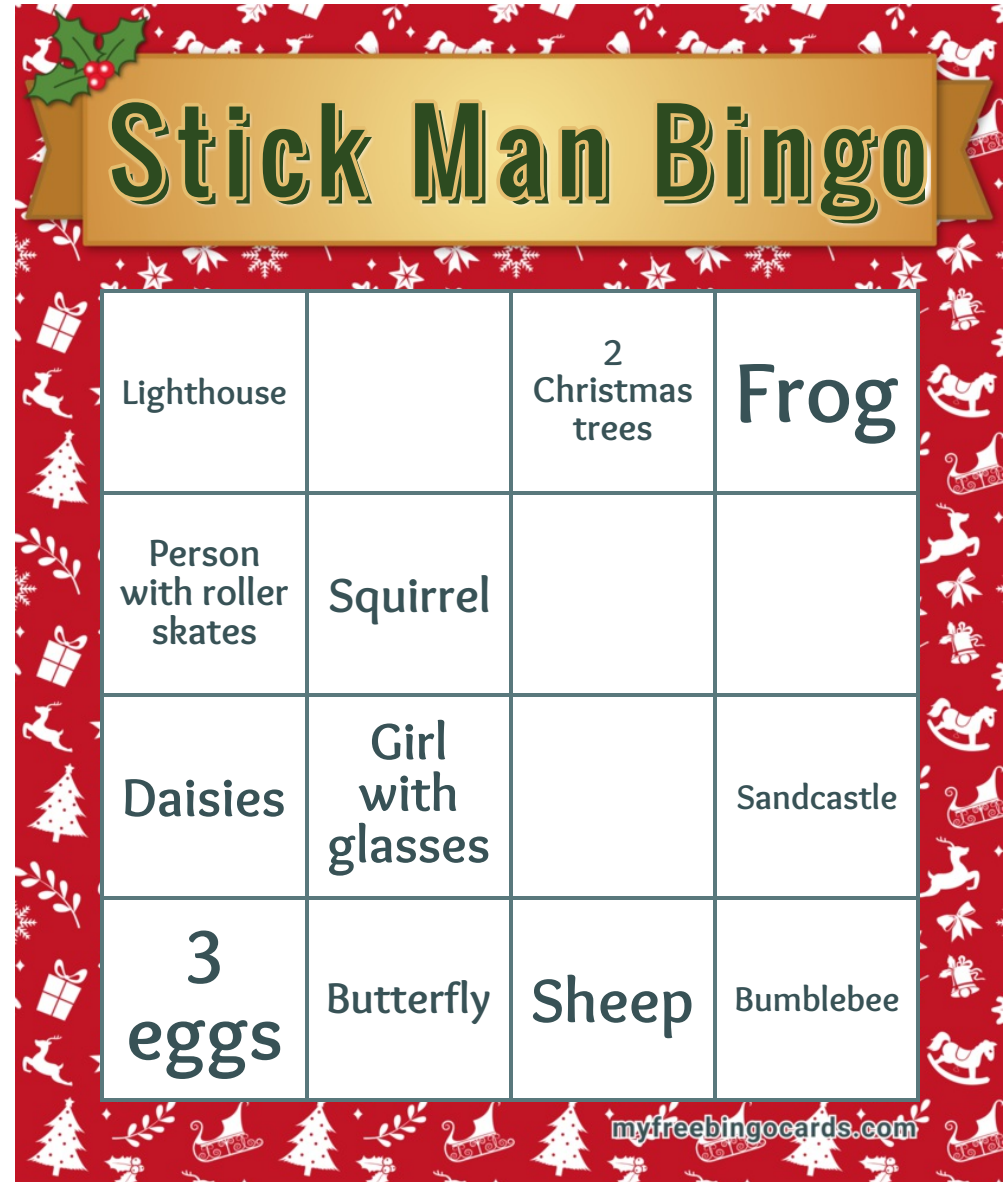 Stick Man Bingo
Lighthouse
2
Christmas
trees
Frog
Person
with roller
skates
Squirrel
Daisies
Girl
with
glasses
Sandcastle
3
eggs
Butterfly
Sheep
Bumblebee
myfreebingocards.com